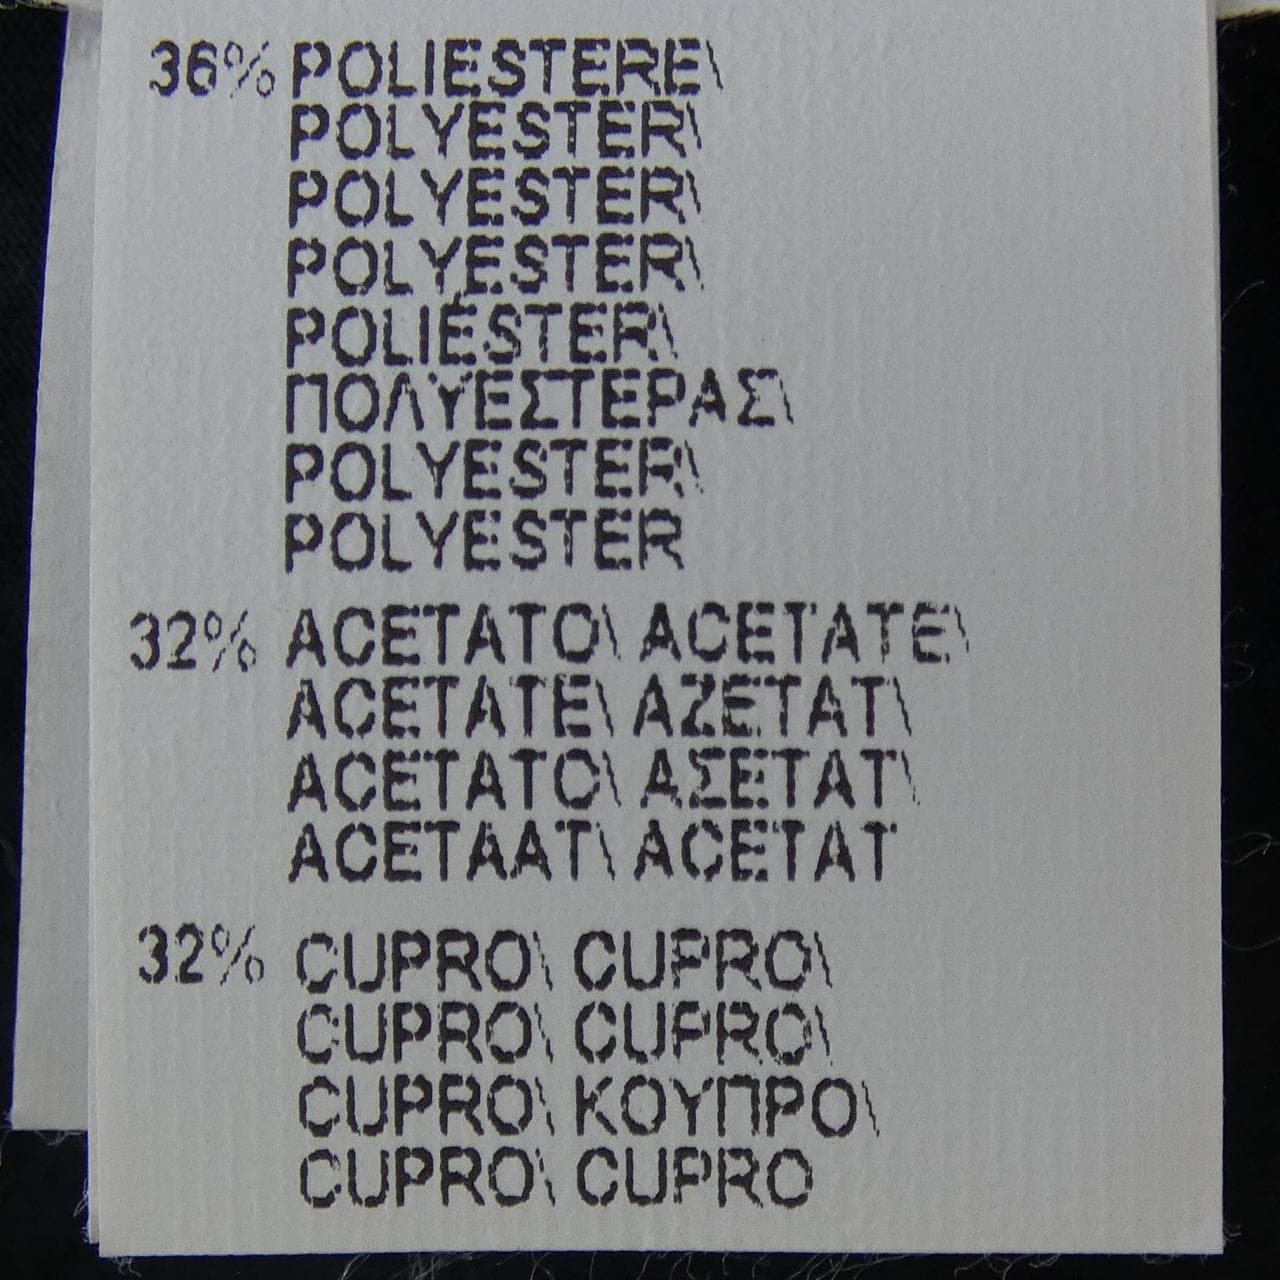 36% POLIESTERE\
POLYESTER\
POLYESTER\
POLYESTER\
POLIÉSTER\
ΠΟΛΥΕΣΤΕΡΑΣ\
POLYESTER\
POLYESTER
32% ACETATO\ ACETATE\
ACETATE\ AZETAT\
ACETATO\ ΑΣΕΤΑΤ\
ACETAAT\ ACETAT
32% CUPRO\ CUPRO\
CUPRO\ CUPRO\
CUPRO\ ΚΟΥΠΡΟ\
CUPRO\ CUPRO